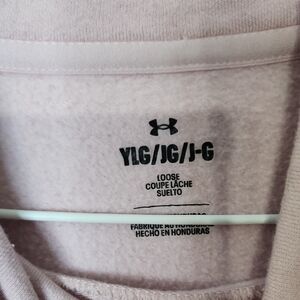 YLG/JG/J-G
LOOSE
COUPE LÂCHE
SUELTO
FABRIQUÉ AU HONDURAS
HECHO EN HONDURAS